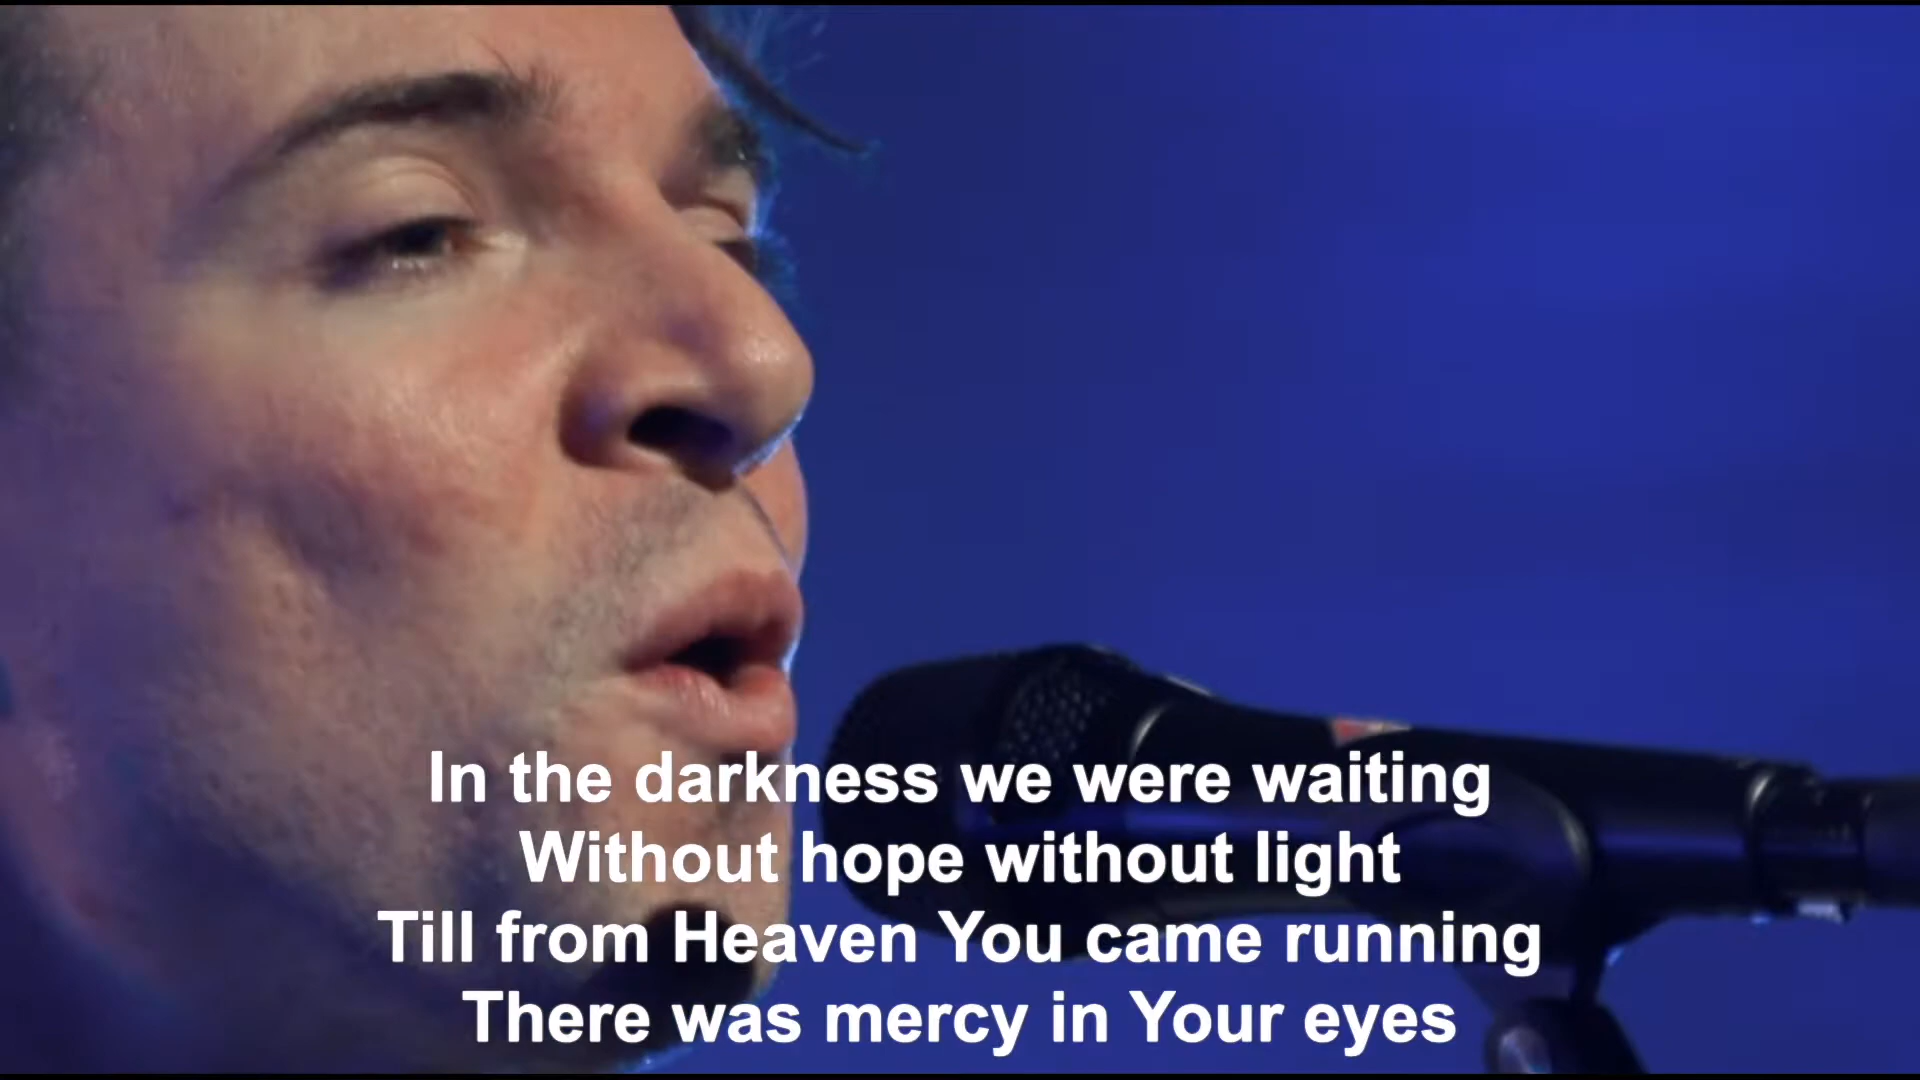 In the darkness we were waiting
Without hope without light
Till from Heaven You came running
There was mercy in Your eyes